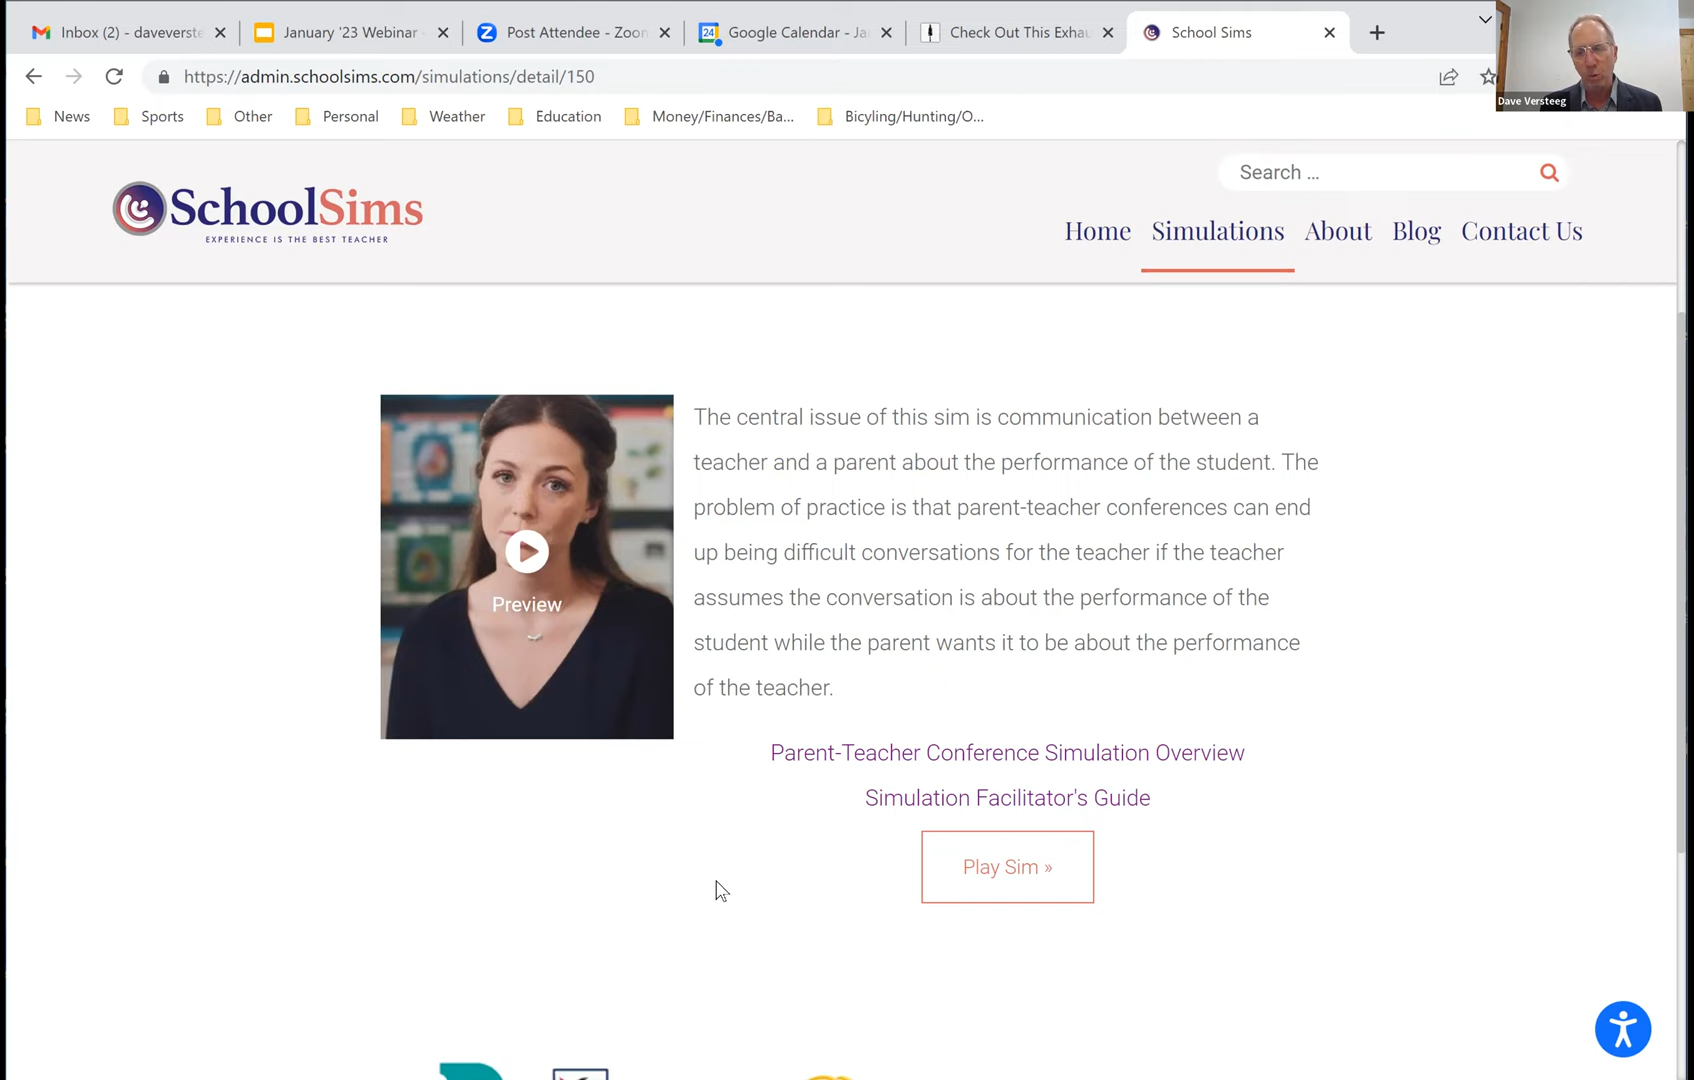 Inbox (2) - daveverste
January '23 Webinar -
Post Attendee - Zoon
24
Google Calendar - Ja
Check Out This Exhau
School Sims
https://admin.schoolsims.com/simulations/detail/150
Dave Versteeg
News
Sports
Other
Personal
Weather
Education
Money/Finances/Ba...
Bicyling/Hunting/O...
SchoolSims
EXPERIENCE IS THE BEST TEACHER
Search ...
Home Simulations About Blog Contact Us
Preview
The central issue of this sim is communication between a
teacher and a parent about the performance of the student. The
problem of practice is that parent-teacher conferences can end
up being difficult conversations for the teacher if the teacher
assumes the conversation is about the performance of the
student while the parent wants it to be about the performance
of the teacher.
Parent-Teacher Conference Simulation Overview
Simulation Facilitator's Guide
Play Sim »